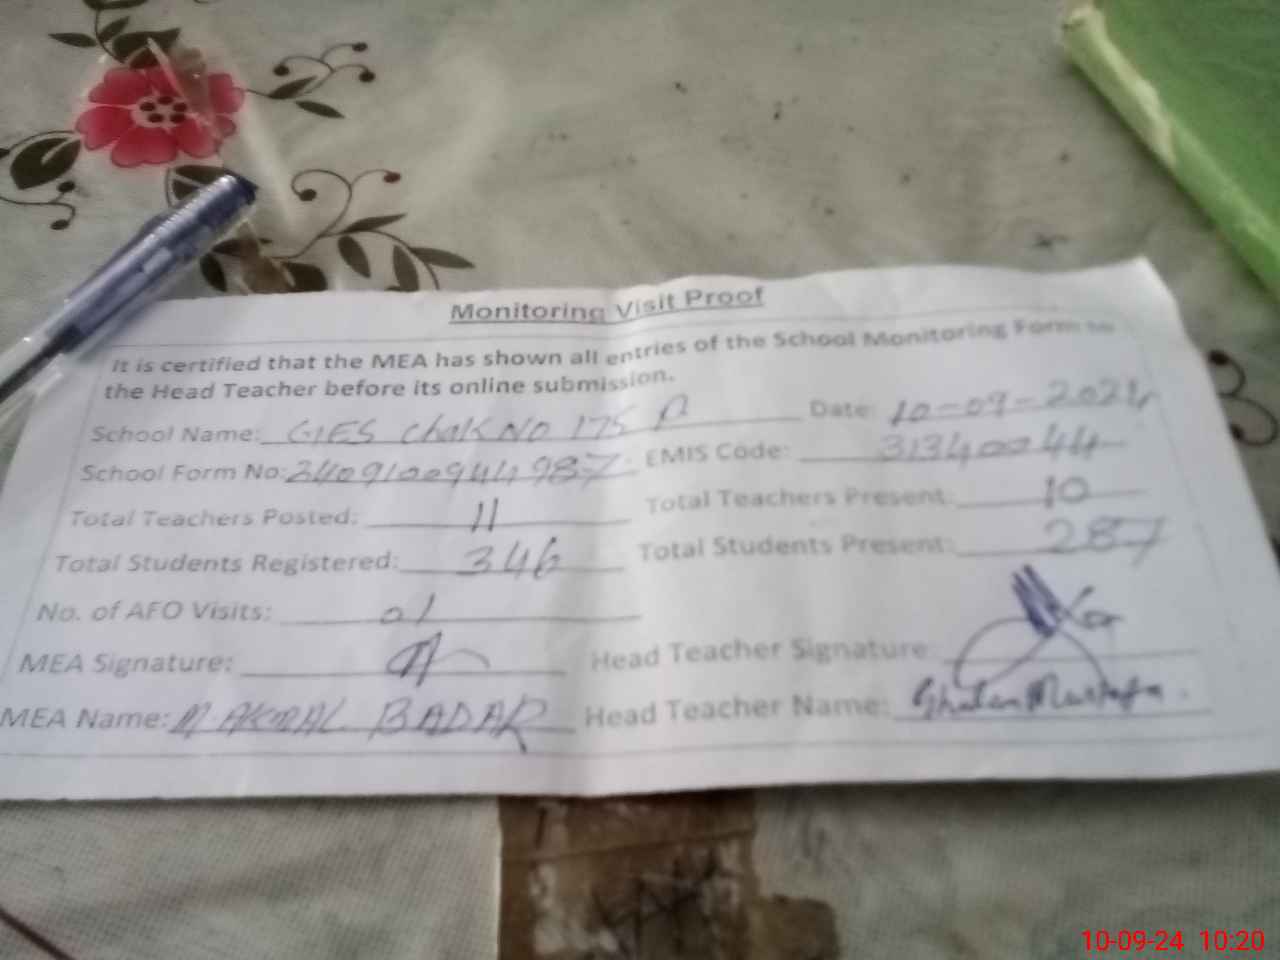 Monitoring Visit Proof
It is certified that the MEA has shown all entries of the School Monitoring Form to
the Head Teacher before its online submission.
School Name: GES Chak NO 175 P Date: 10-09-2024
School Form No: 2409100944987 EMIS Code: 31340044
Total Teachers Posted: 11 Total Teachers Present: 10
Total Students Registered: 346 Total Students Present: 287
No. of AFO Visits: 01
MEA Signature: Head Teacher Signature:
MEA Name: M. AKMAL BADAR Head Teacher Name: Ghulam Mustafa.
10-09-24 10:20